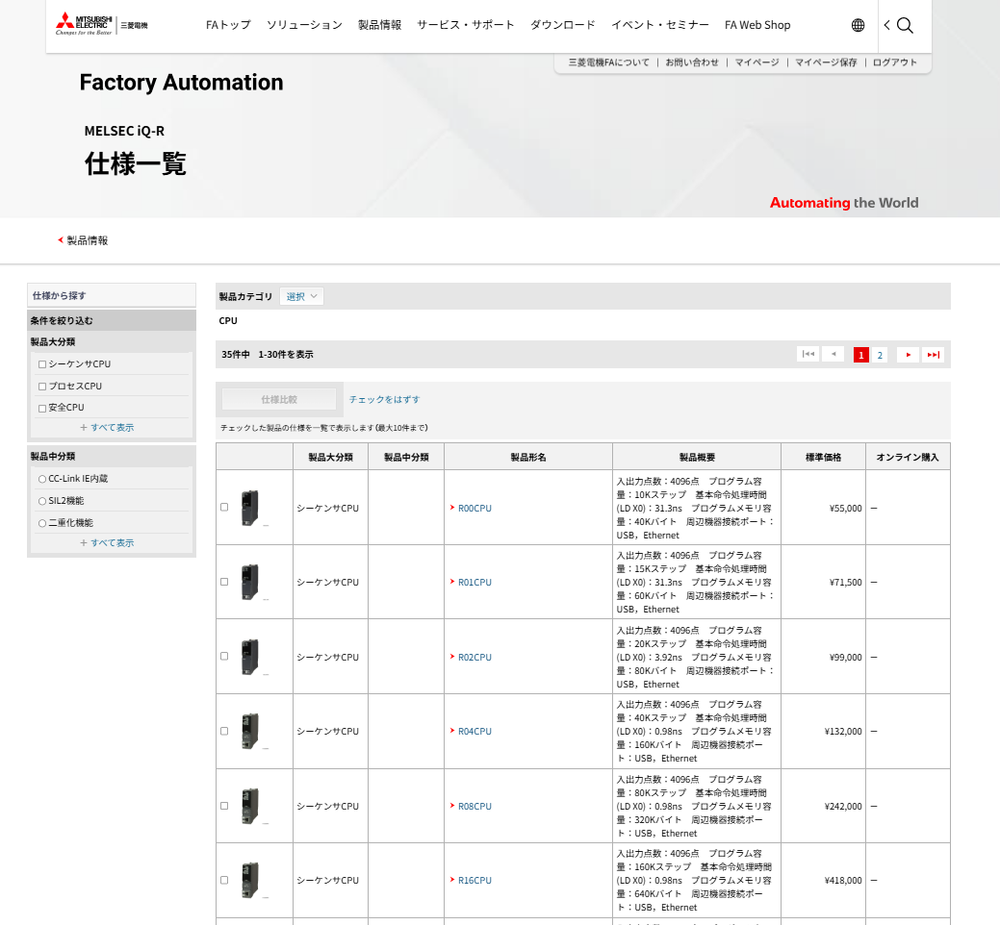 MITSUBISHI
ELECTRIC
Changes for the Better
三菱電機
FAトップ ソリューション 製品情報 サービス・サポート ダウンロード イベント・セミナー FA Web Shop
三菱電機FAについて | お問い合わせ | マイページ | マイページ保存 | ログアウト
Factory Automation
MELSEC iQ-R
仕様一覧
Automating the World
製品情報
仕様から探す
条件を絞り込む
製品大分類
シーケンサCPU
プロセスCPU
安全CPU
すべて表示
製品中分類
CC-Link IE内蔵
SIL2機能
二重化機能
すべて表示
製品カテゴリ 選択
CPU
35件中 1-30件を表示
1 2
仕様比較 チェックをはずす
チェックした製品の仕様を一覧で表示します(最大10件まで)
製品大分類 製品中分類 製品形名 製品概要 標準価格 オンライン購入
シーケンサCPU R00CPU
入出力点数:4096点 プログラム容
量:10Kステップ 基本命令処理時間
(LD X0):31.3ns プログラムメモリ容
量:40Kバイト 周辺機器接続ポート:
USB，Ethernet
¥55,000 ―
シーケンサCPU R01CPU
入出力点数:4096点 プログラム容
量:15Kステップ 基本命令処理時間
(LD X0):31.3ns プログラムメモリ容
量:60Kバイト 周辺機器接続ポート:
USB，Ethernet
¥71,500 ―
シーケンサCPU R02CPU
入出力点数:4096点 プログラム容
量:20Kステップ 基本命令処理時間
(LD X0):3.92ns プログラムメモリ容
量:80Kバイト 周辺機器接続ポート:
USB，Ethernet
¥99,000 ―
シーケンサCPU R04CPU
入出力点数:4096点 プログラム容
量:40Kステップ 基本命令処理時間
(LD X0):0.98ns プログラムメモリ容
量:160Kバイト 周辺機器接続ポー
ト:USB，Ethernet
¥132,000 ―
シーケンサCPU R08CPU
入出力点数:4096点 プログラム容
量:80Kステップ 基本命令処理時間
(LD X0):0.98ns プログラムメモリ容
量:320Kバイト 周辺機器接続ポー
ト:USB，Ethernet
¥242,000 ―
シーケンサCPU R16CPU
入出力点数:4096点 プログラム容
量:160Kステップ 基本命令処理時間
(LD X0):0.98ns プログラムメモリ容
量:640Kバイト 周辺機器接続ポー
ト:USB，Ethernet
¥418,000 ―